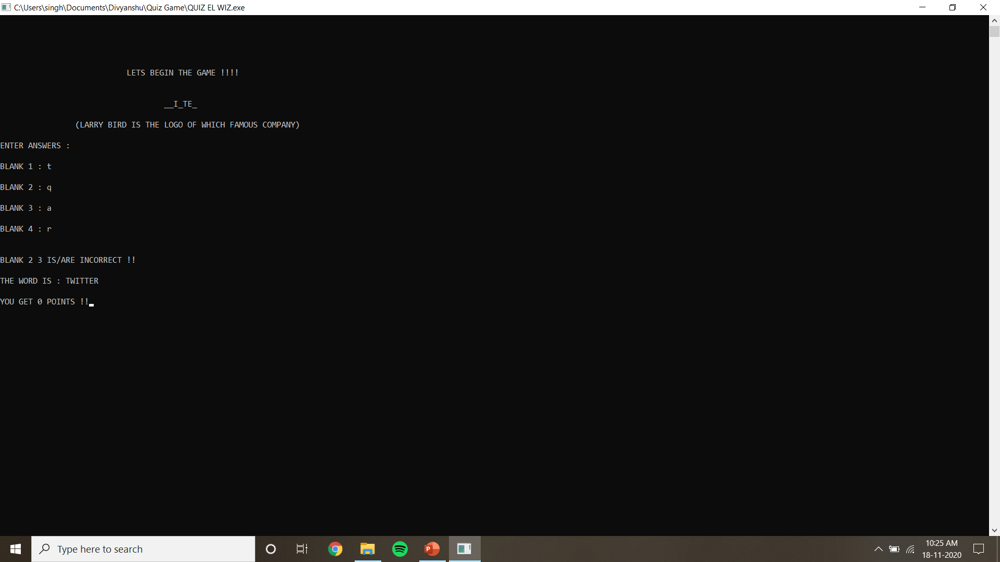 C:\Users\singh\Documents\Divyanshu\Quiz Game\QUIZ EL WIZ.exe
LETS BEGIN THE GAME !!!!
__I_TE_
(LARRY BIRD IS THE LOGO OF WHICH FAMOUS COMPANY)
ENTER ANSWERS :
BLANK 1 : t
BLANK 2 : q
BLANK 3 : a
BLANK 4 : r
BLANK 2 3 IS/ARE INCORRECT !!
THE WORD IS : TWITTER
YOU GET 0 POINTS !!
Type here to search
P
10:25 AM
18-11-2020